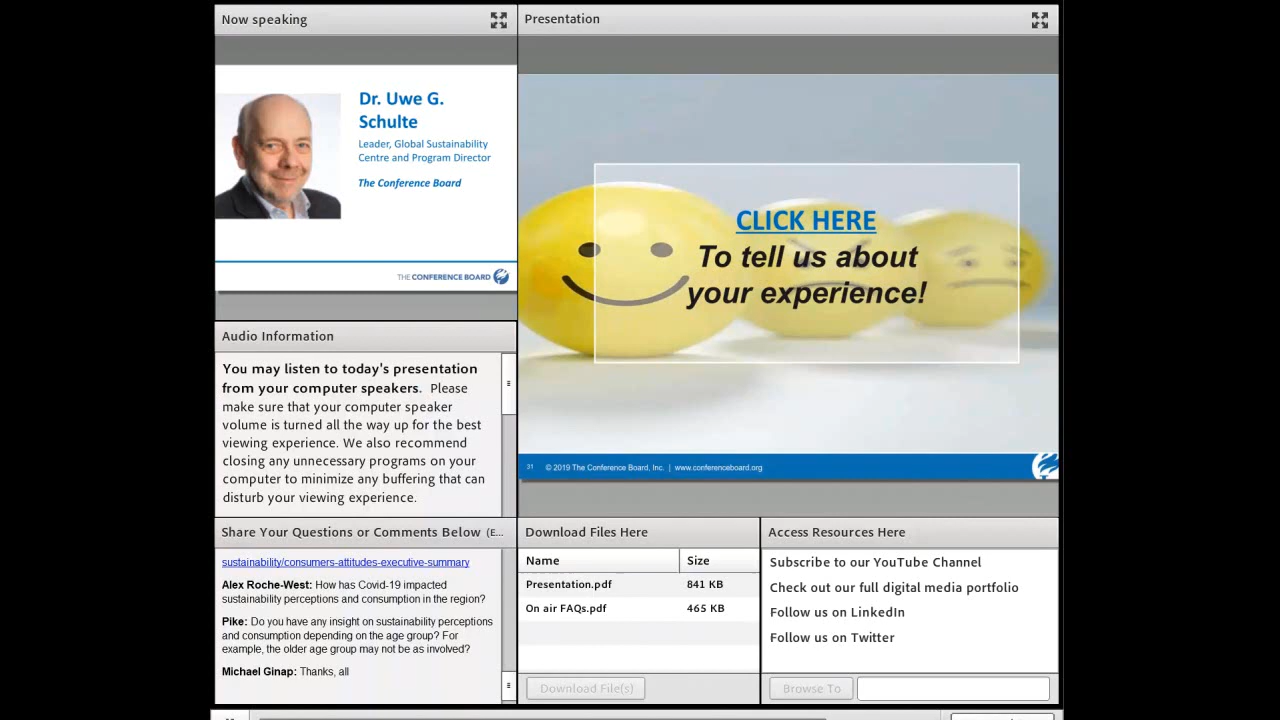 Now speaking
Dr. Uwe G.
Schulte
Leader, Global Sustainability
Centre and Program Director
The Conference Board
THE CONFERENCE BOARD
Audio Information
You may listen to today's presentation
from your computer speakers. Please
make sure that your computer speaker
volume is turned all the way up for the best
viewing experience. We also recommend
closing any unnecessary programs on your
computer to minimize any buffering that can
disturb your viewing experience.
Share Your Questions or Comments Below (E...
sustainability/consumers-attitudes-executive-summary
Alex Roche-West: How has Covid-19 impacted
sustainability perceptions and consumption in the region?
Pike: Do you have any insight on sustainability perceptions
and consumption depending on the age group? For
example, the older age group may not be as involved?
Michael Ginap: Thanks, all
Presentation
CLICK HERE
To tell us about
your experience!
31 © 2019 The Conference Board, Inc. | www.conferenceboard.org
Download Files Here
Name Size
Presentation.pdf 841 KB
On air FAQs.pdf 465 KB
Download File(s)
Access Resources Here
Subscribe to our YouTube Channel
Check out our full digital media portfolio
Follow us on LinkedIn
Follow us on Twitter
Browse To